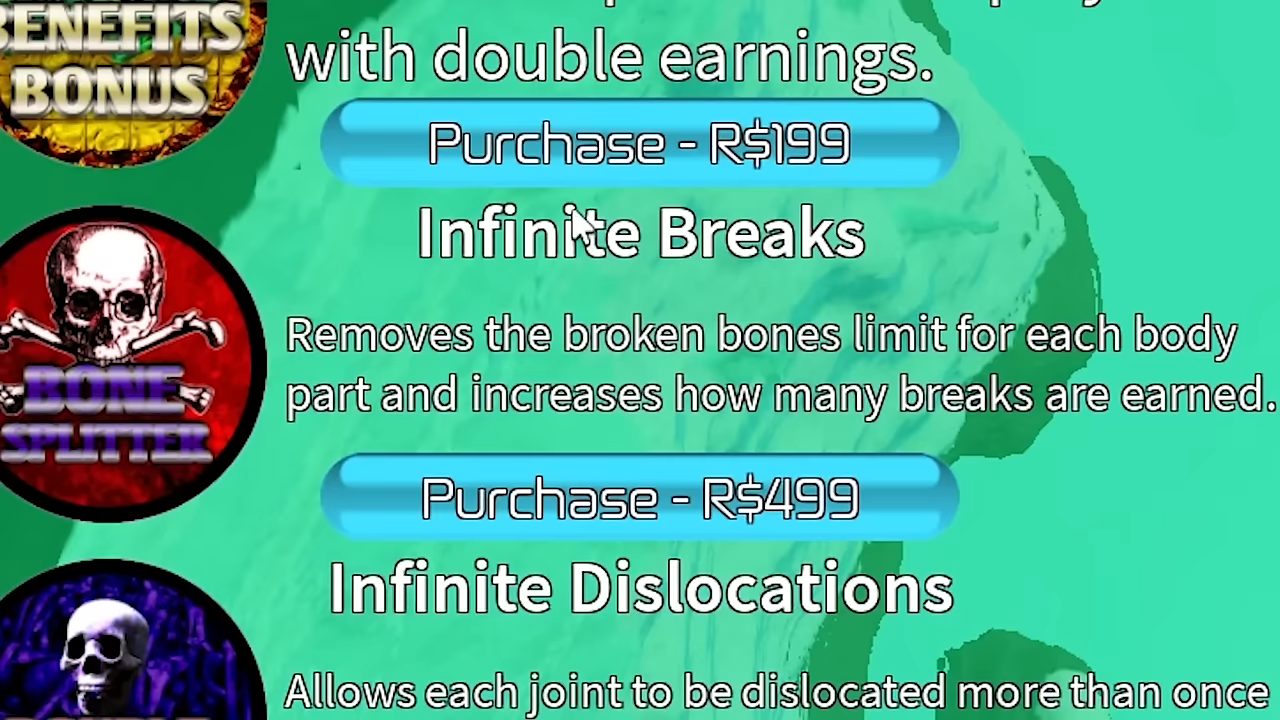 BENEFITS
BONUS
with double earnings.
Purchase - R$199
Infinite Breaks
BONE
SPLITTER
Removes the broken bones limit for each body
part and increases how many breaks are earned.
Purchase - R$499
Infinite Dislocations
Allows each joint to be dislocated more than once